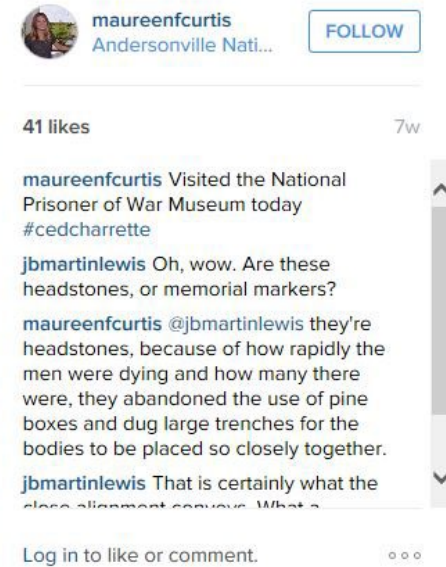 maureenfcurtis
Andersonville Nati...
FOLLOW
41 likes
7w
maureenfcurtis Visited the National
Prisoner of War Museum today
#cedcharrette
jbmartinlewis Oh, wow. Are these
headstones, or memorial markers?
maureenfcurtis @jbmartinlewis they're
headstones, because of how rapidly the
men were dying and how many there
were, they abandoned the use of pine
boxes and dug large trenches for the
bodies to be placed so closely together.
jbmartinlewis That is certainly what the
close alignment conveys. What a
Log in to like or comment.